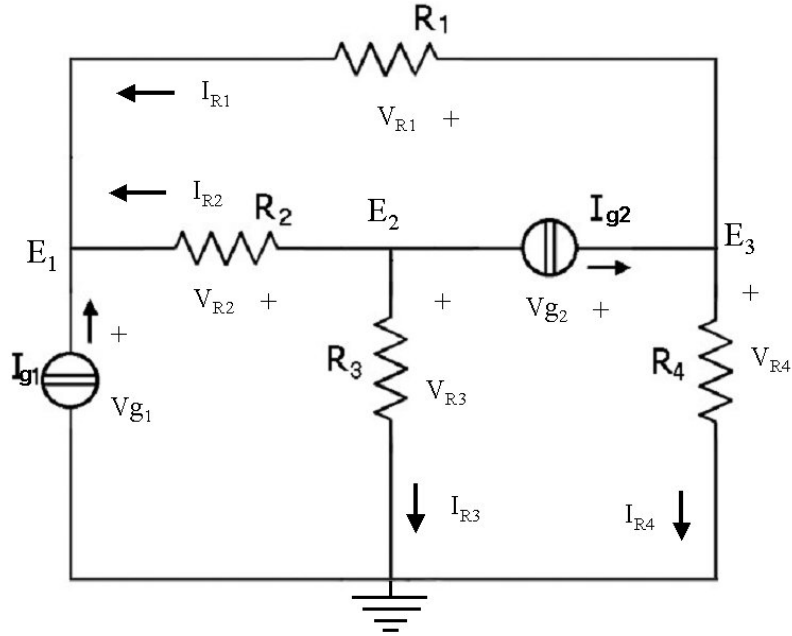 R1
IR1
VR1 +
IR2
R2
E2
Ig2
E1
E3
VR2 +
+
Vg2 +
+
+
Ig1
R3
R4
VR4
Vg1
VR3
IR3
IR4